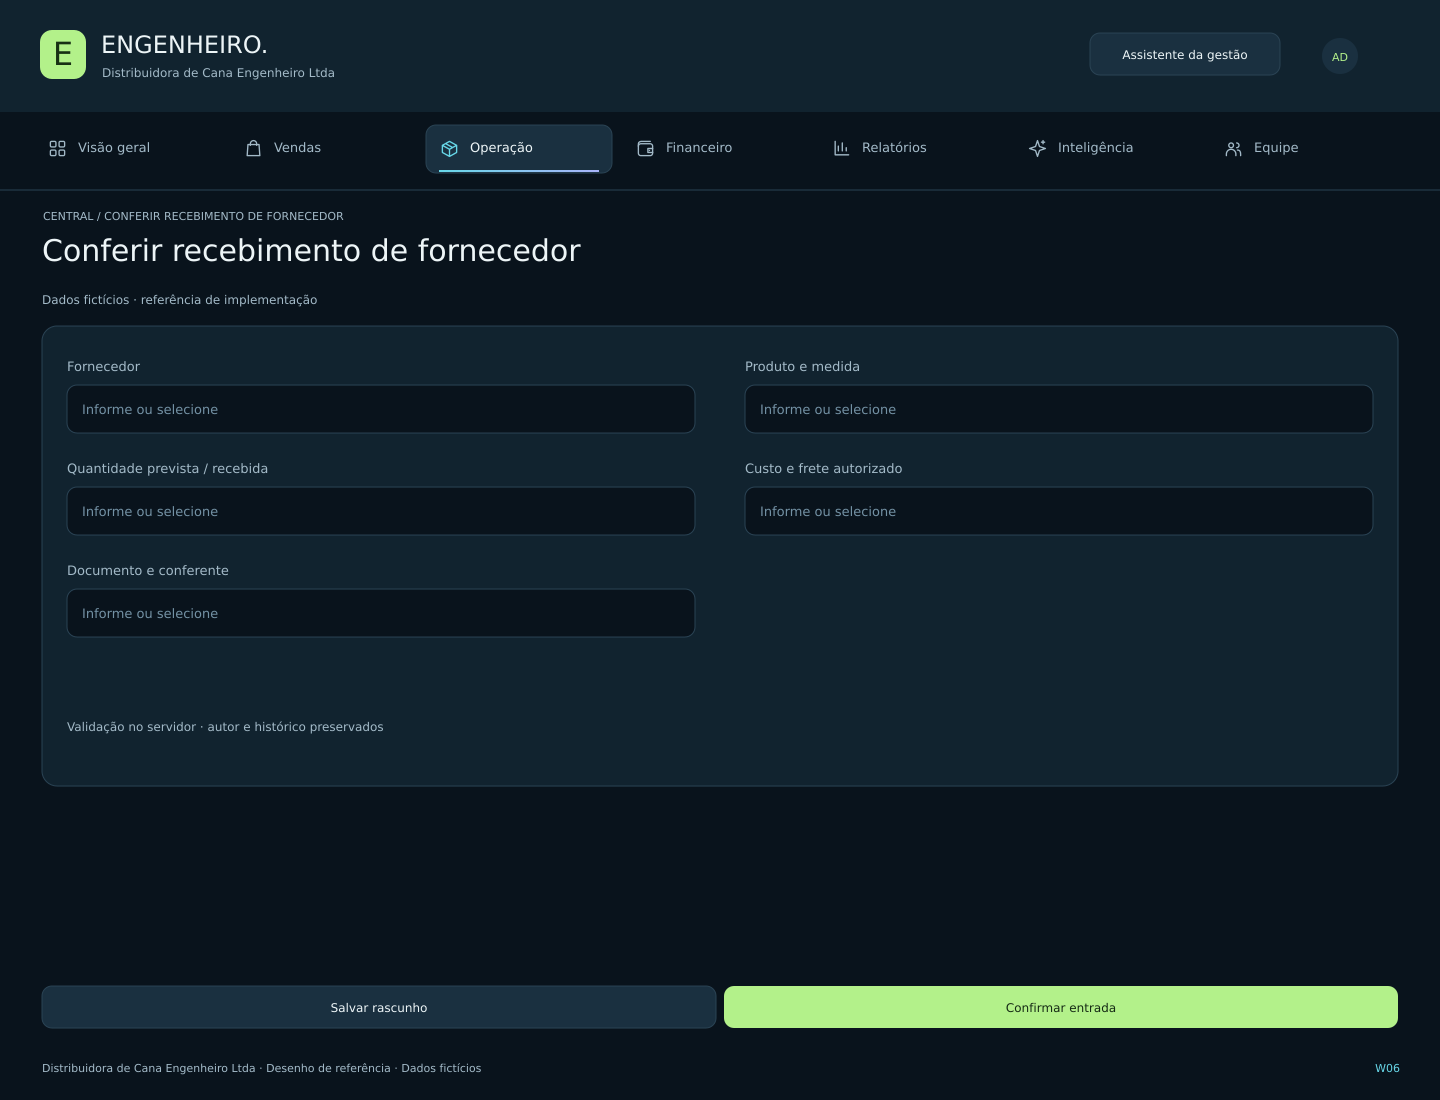 E
ENGENHEIRO.
Distribuidora de Cana Engenheiro Ltda
Assistente da gestão
AD
Visão geral
Vendas
Operação
Financeiro
Relatórios
Inteligência
Equipe
CENTRAL / CONFERIR RECEBIMENTO DE FORNECEDOR
Conferir recebimento de fornecedor
Dados fictícios · referência de implementação
Fornecedor
Informe ou selecione
Produto e medida
Informe ou selecione
Quantidade prevista / recebida
Informe ou selecione
Custo e frete autorizado
Informe ou selecione
Documento e conferente
Informe ou selecione
Validação no servidor · autor e histórico preservados
Salvar rascunho
Confirmar entrada
Distribuidora de Cana Engenheiro Ltda · Desenho de referência · Dados fictícios
W06